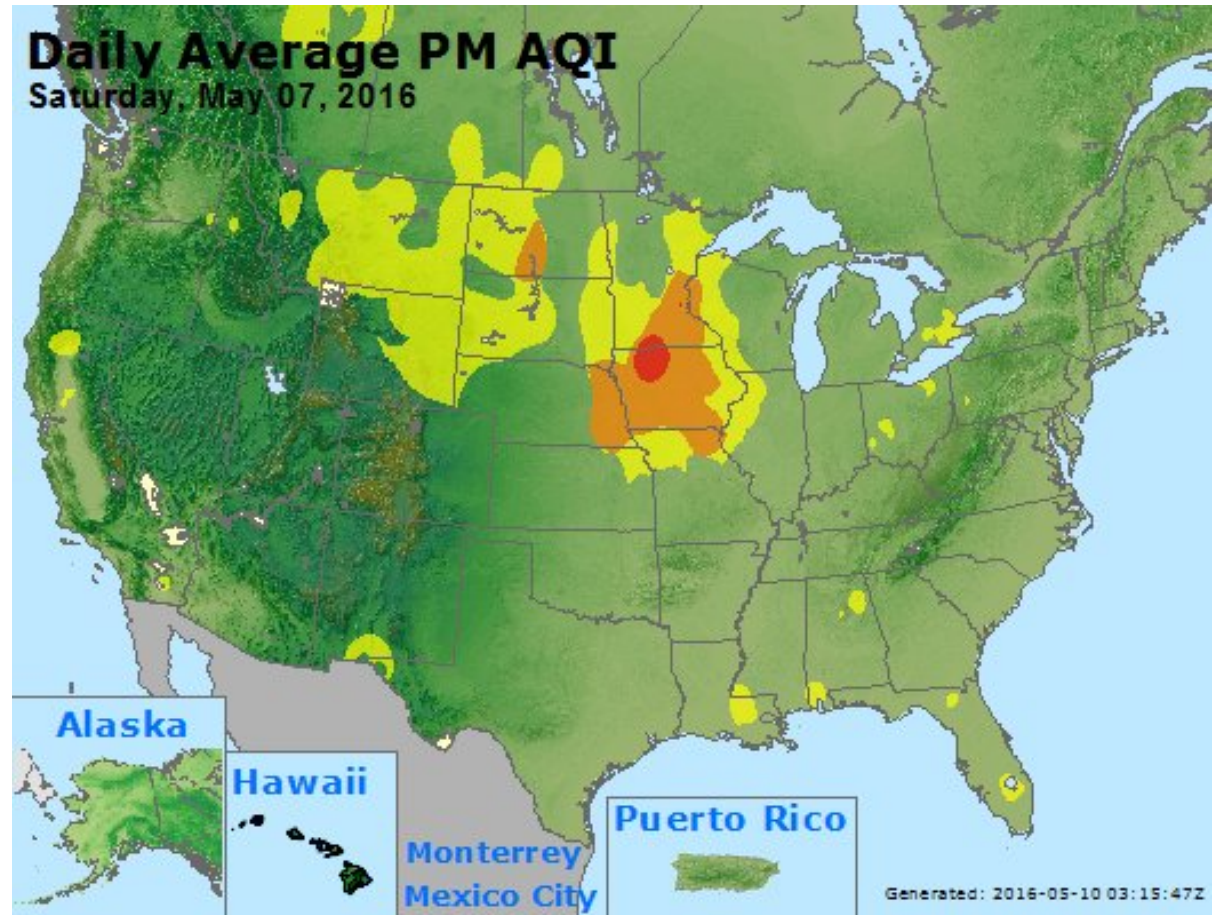 Daily Average PM AQI
Saturday, May 07, 2016
Alaska
Hawaii
Puerto Rico
Monterrey
Mexico City
Generated: 2016-05-10 03:15:47Z